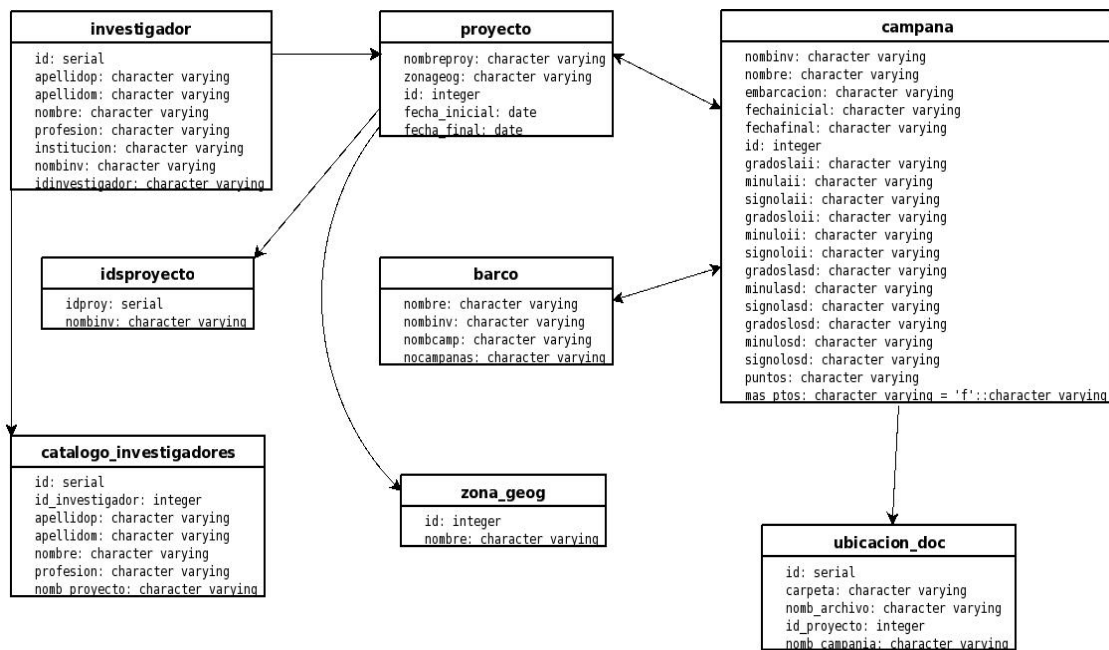 investigador
id: serial
apellidop: character varying
apellidom: character varying
nombre: character varying
profesion: character varying
institucion: character varying
nombinv: character varying
idinvestigador: character varying
proyecto
nombreproy: character varying
zonageog: character varying
id: integer
fecha_inicial: date
fecha_final: date
campana
nombinv: character varying
nombre: character varying
embarcacion: character varying
fechainicial: character varying
fechafinal: character varying
id: integer
gradoslaii: character varying
minulaii: character varying
signolaii: character varying
gradosloii: character varying
minuloii: character varying
signoloii: character varying
gradoslasd: character varying
minulasd: character varying
signolasd: character varying
gradoslosd: character varying
minulosd: character varying
signolosd: character varying
puntos: character varying
mas_ptos: character varying = 'f'::character varying
idsproyecto
idproy: serial
nombinv: character varying
barco
nombre: character varying
nombinv: character varying
nombcamp: character varying
nocampanas: character varying
catalogo_investigadores
id: serial
id_investigador: integer
apellidop: character varying
apellidom: character varying
nombre: character varying
profesion: character varying
nomb_proyecto: character varying
zona_geog
id: integer
nombre: character varying
ubicacion_doc
id: serial
carpeta: character varying
nomb_archivo: character varying
id_proyecto: integer
nomb_campania: character varying